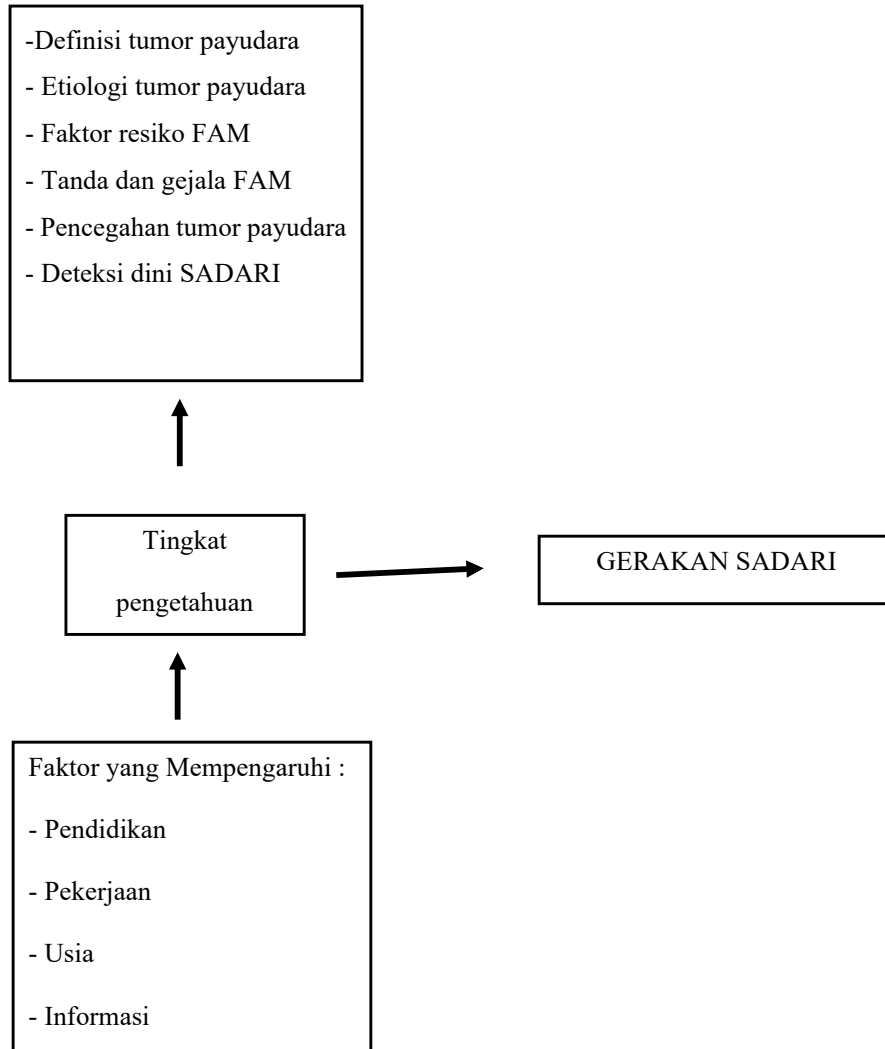 -Definisi tumor payudara
- Etiologi tumor payudara
- Faktor resiko FAM
- Tanda dan gejala FAM
- Pencegahan tumor payudara
- Deteksi dini SADARI
Tingkat
pengetahuan
GERAKAN SADARI
Faktor yang Mempengaruhi :
- Pendidikan
- Pekerjaan
- Usia
- Informasi